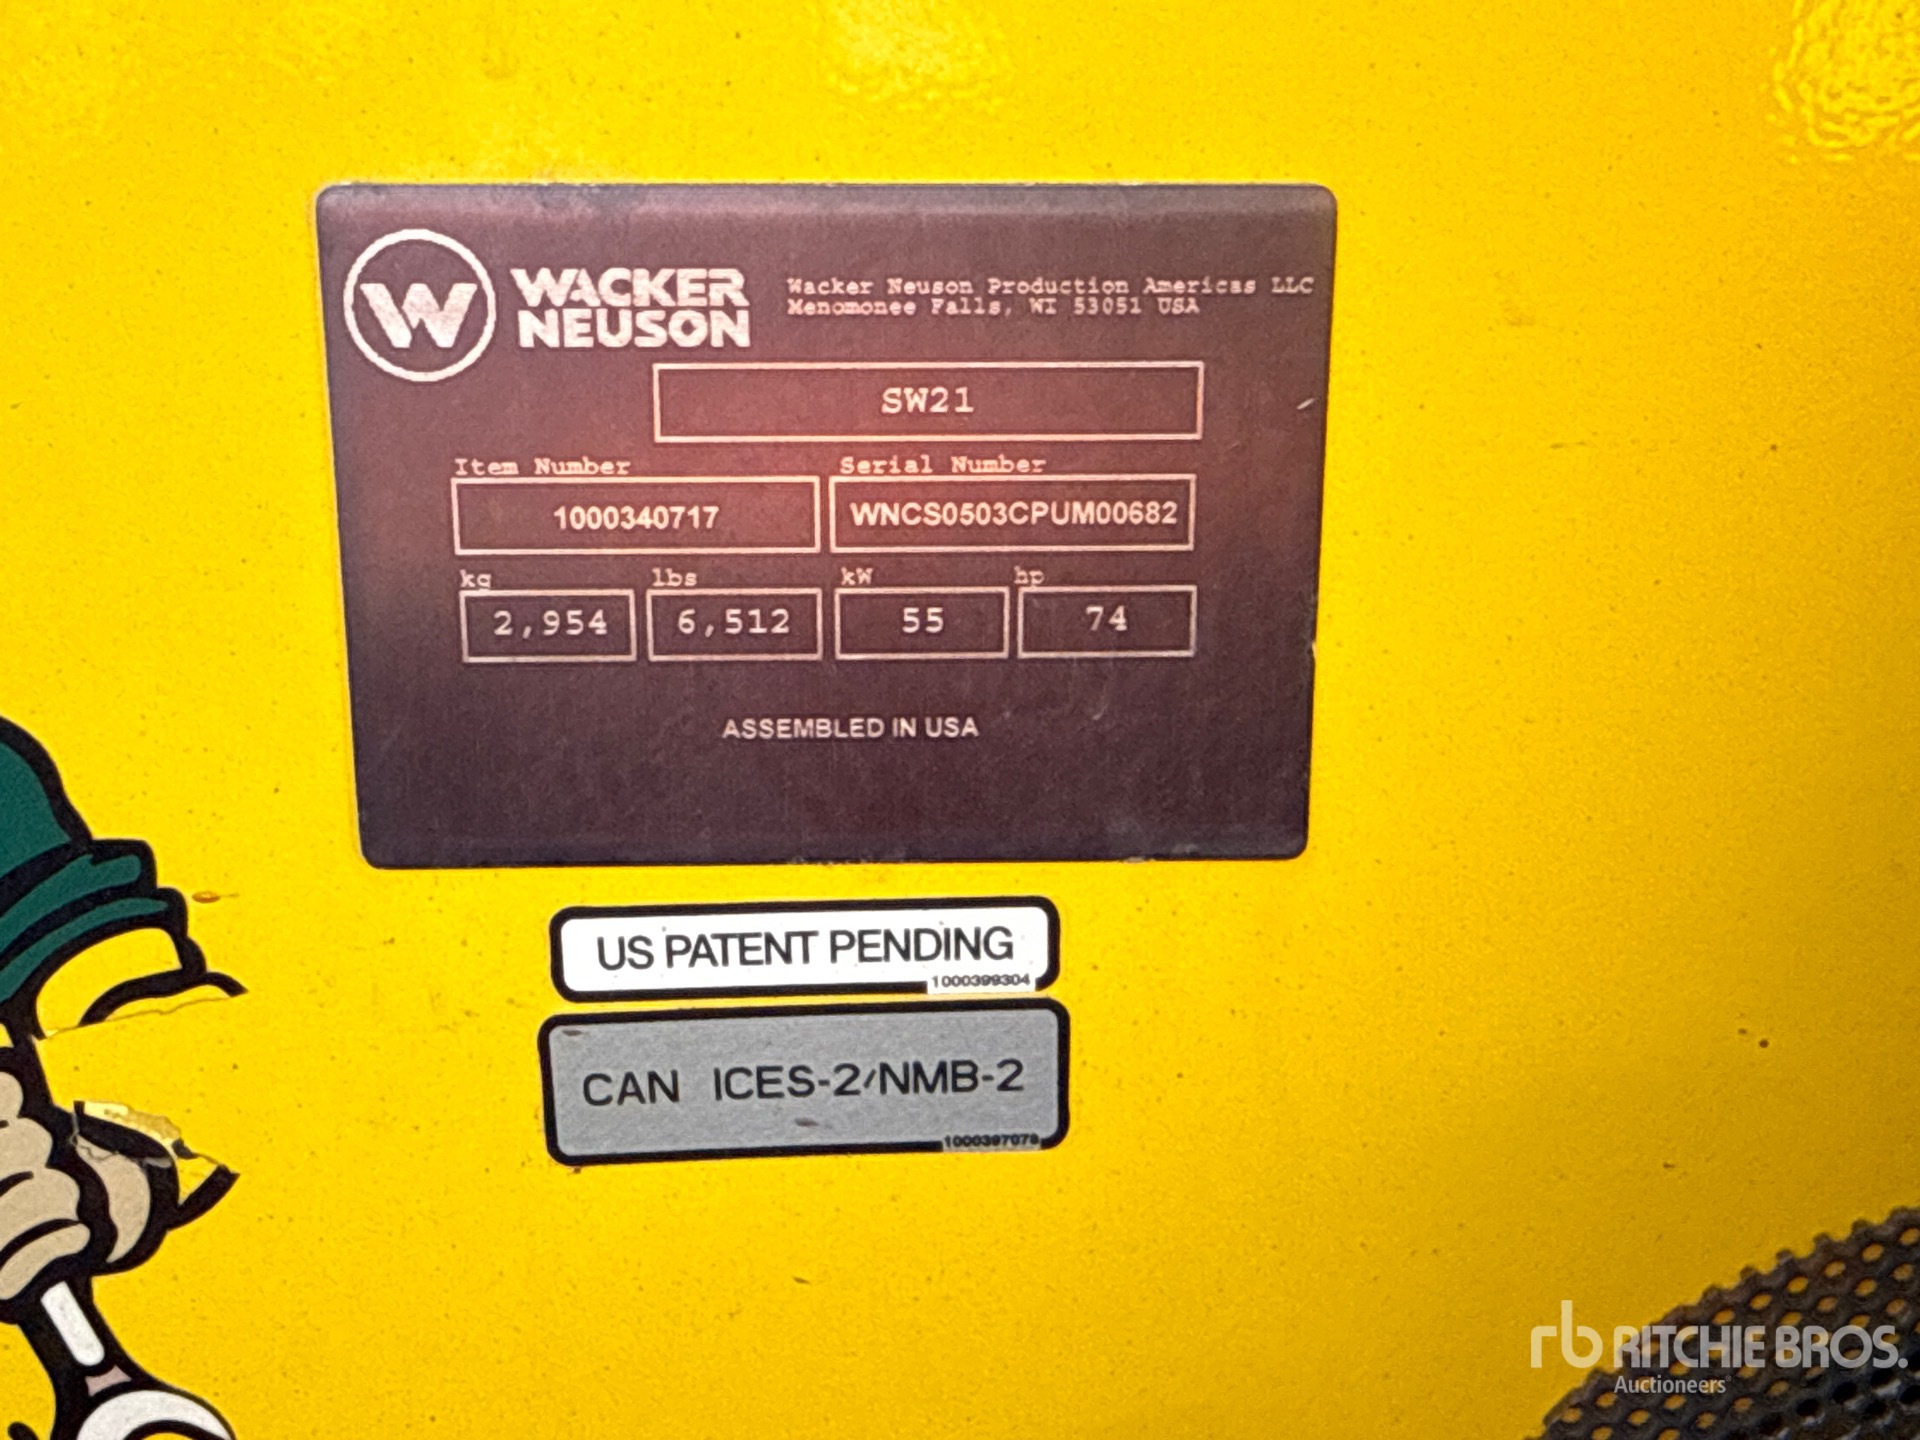 W WACKER
NEUSON
Wacker Neuson Production Americas LLC
Menomonee Falls, WI 53051 USA
SW21
Item Number
Serial Number
1000340717
WNCS0503CPUM00682
kg
lbs
kW
hp
2,954
6,512
55
74
ASSEMBLED IN USA
US PATENT PENDING
1000399304
CAN ICES-2/NMB-2
1000397079
rb RITCHIE BROS.
Auctioneers